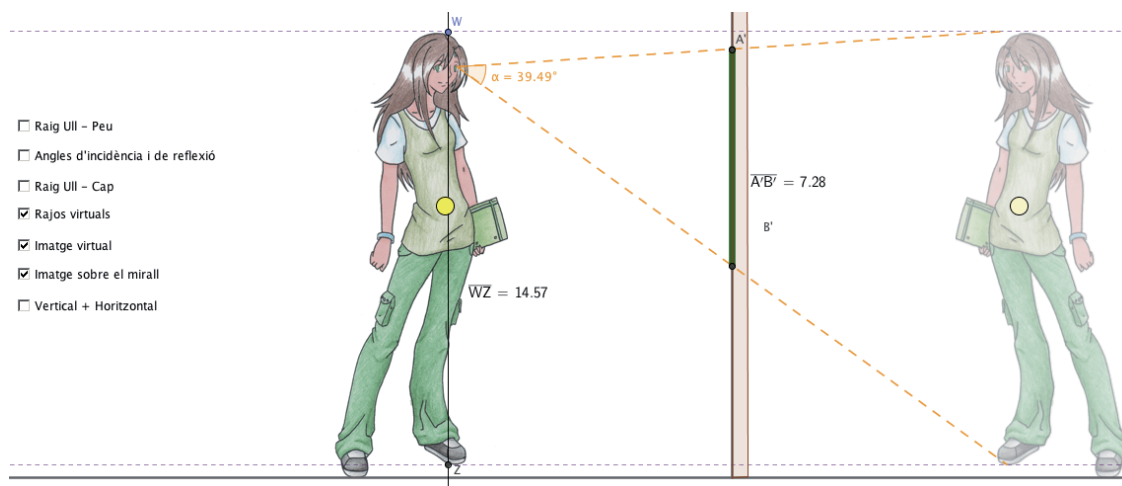 W
A'
α = 39.49°
Raig Ull - Peu
Angles d'incidència i de reflexió
Raig Ull - Cap
A'B' = 7.28
Rajos virtuals
B'
Imatge virtual
Imatge sobre el mirall
WZ = 14.57
Vertical + Horitzontal
Z